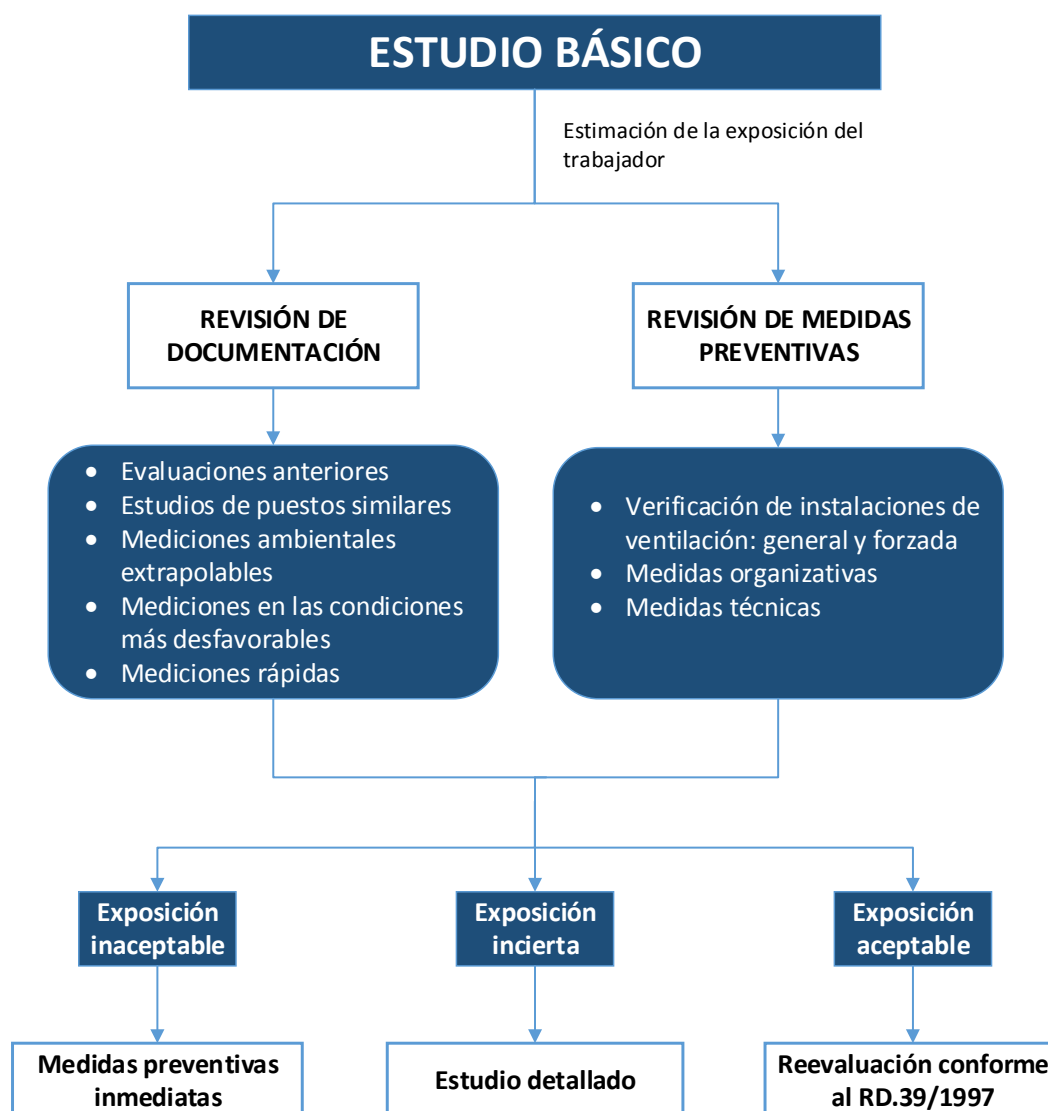 ESTUDIO BÁSICO
Estimación de la exposición del
trabajador
REVISIÓN DE
DOCUMENTACIÓN
REVISIÓN DE MEDIDAS
PREVENTIVAS
• Evaluaciones anteriores
• Estudios de puestos similares
• Mediciones ambientales
extrapolables
• Mediciones en las condiciones
más desfavorables
• Mediciones rápidas
• Verificación de instalaciones de
ventilación: general y forzada
• Medidas organizativas
• Medidas técnicas
Exposición
inaceptable
Exposición
incierta
Exposición
aceptable
Medidas preventivas
inmediatas
Estudio detallado
Reevaluación conforme
al RD.39/1997